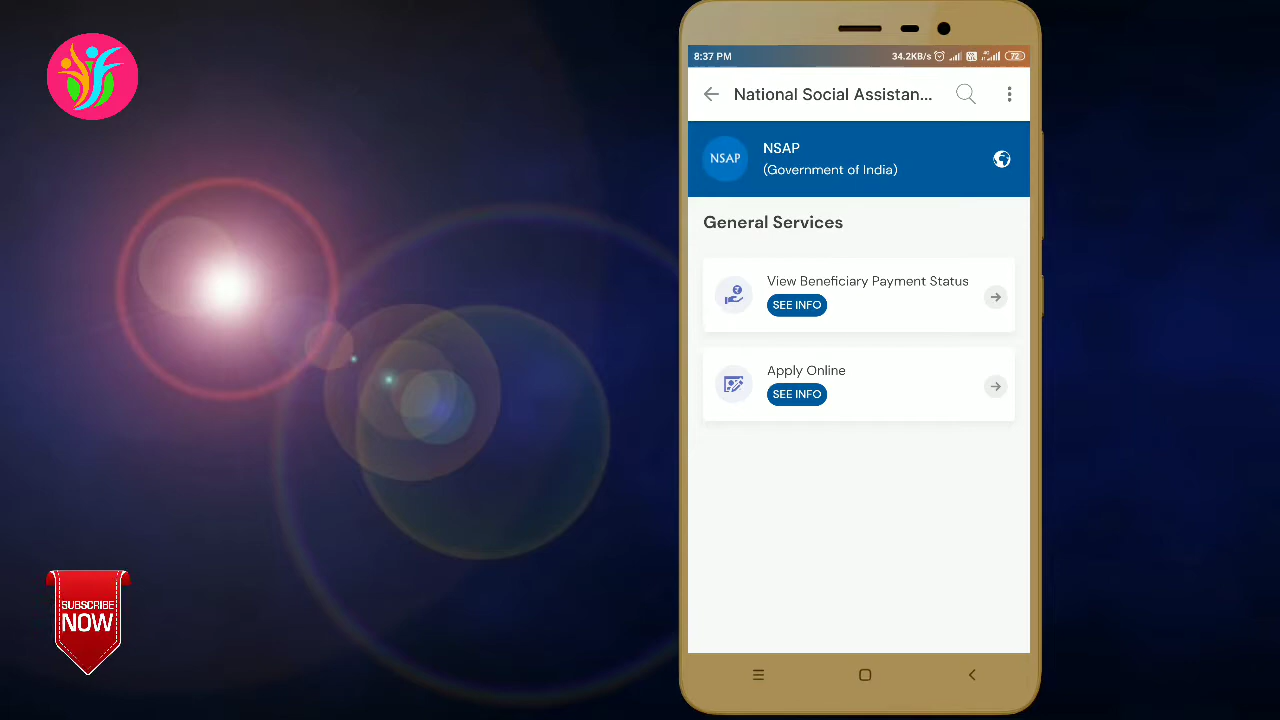 8:37 PM
34.2KB/s
72
National Social Assistan...
NSAP
NSAP
(Government of India)
General Services
View Beneficiary Payment Status
SEE INFO
Apply Online
SEE INFO
SUBSCRIBE
NOW